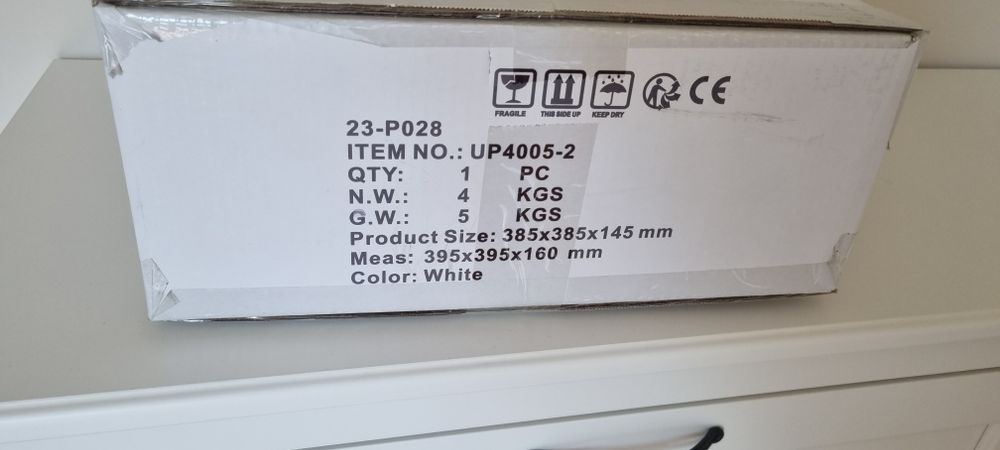 FRAGILE THIS SIDE UP KEEP DRY CE
23-P028
ITEM NO.: UP4005-2
QTY: 1 PC
N.W.: 4 KGS
G.W.: 5 KGS
Product Size: 385x385x145 mm
Meas: 395x395x160 mm
Color: White